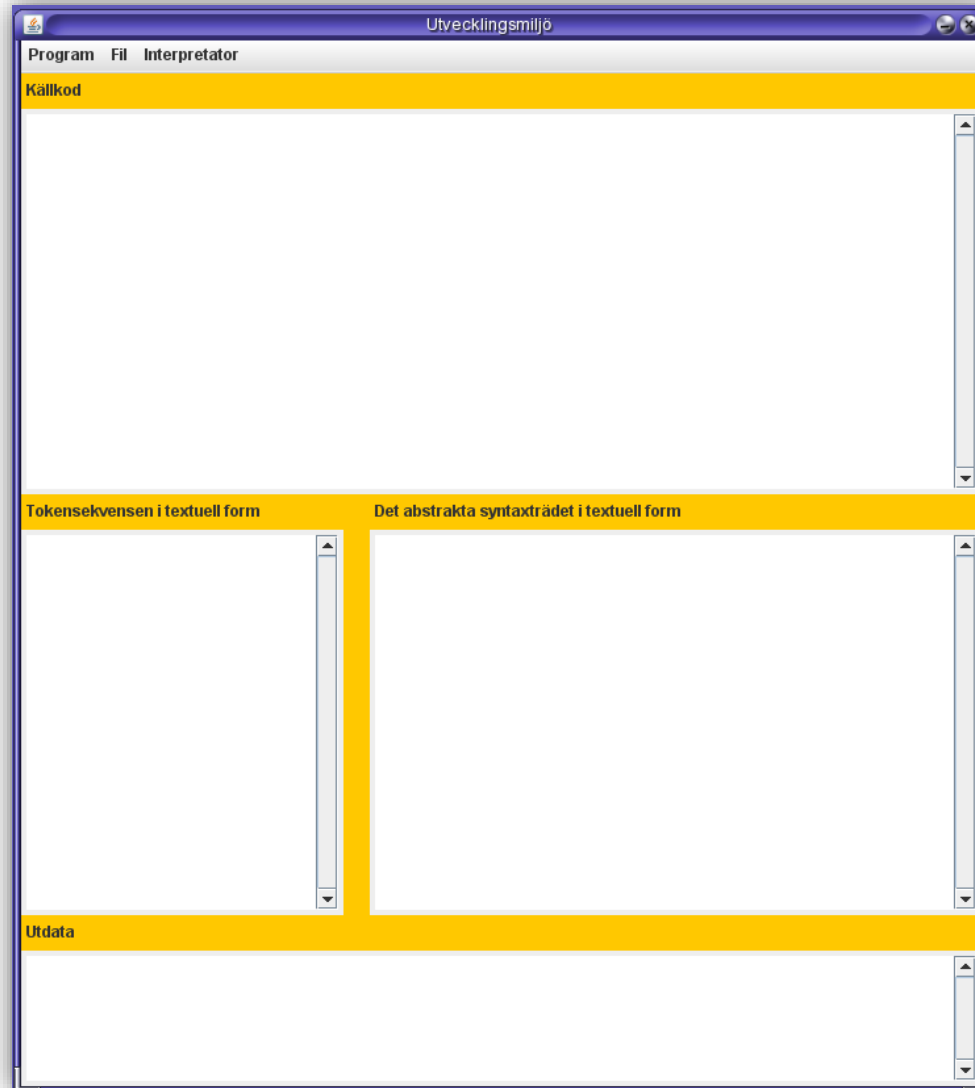 Utvecklingsmiljö
Program Fil Interpretator
Källkod
Tokensekvensen i textuell form
Det abstrakta syntaxträdet i textuell form
Utdata